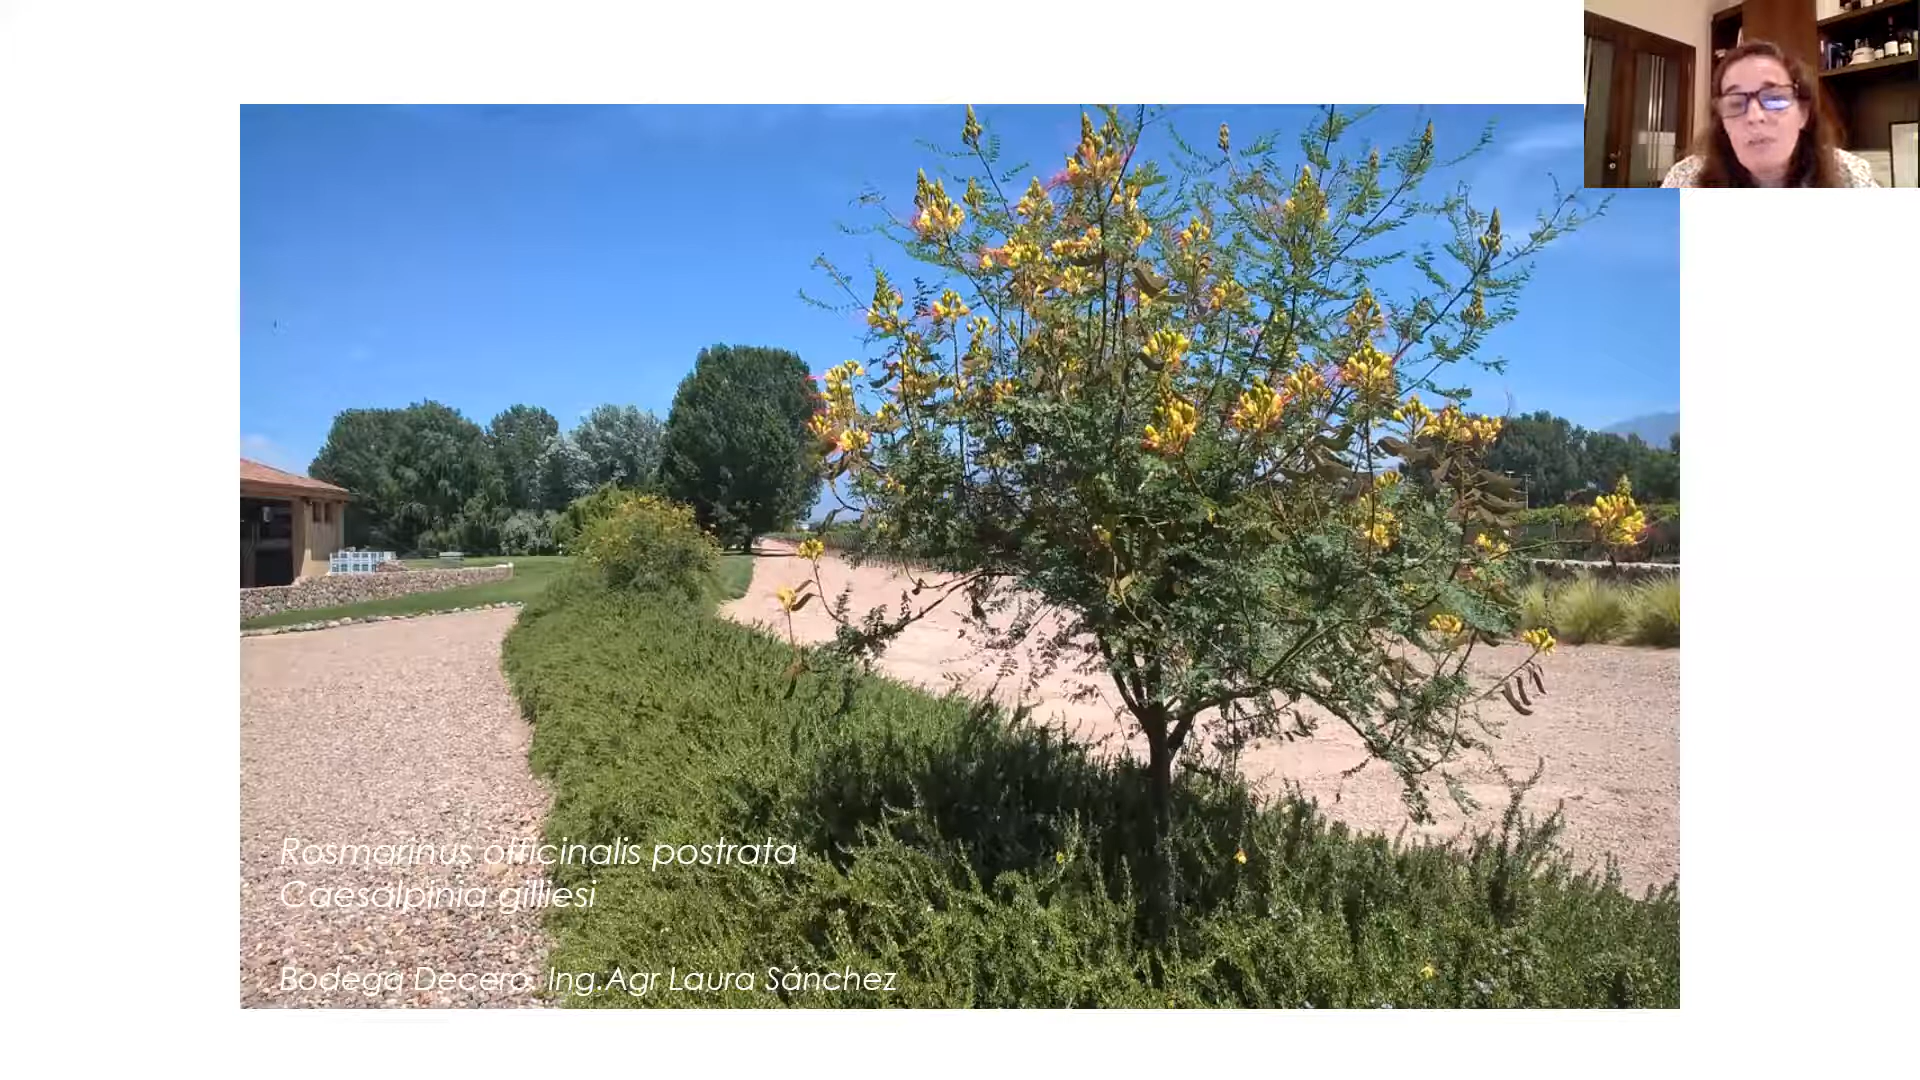 Rosmarinus officinalis postrata
Caesalpinia gilliesi
Bodega Decero. Ing.Agr Laura Sánchez